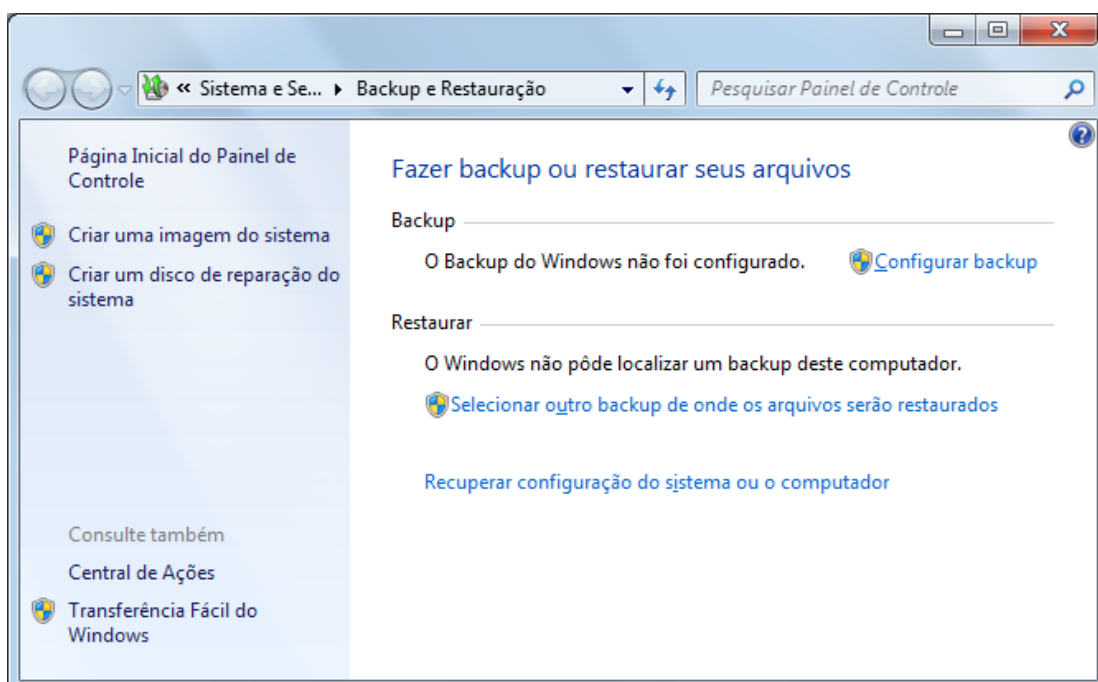 « Sistema e Se... Backup e Restauração
Pesquisar Painel de Controle
Página Inicial do Painel de
Controle
Criar uma imagem do sistema
Criar um disco de reparação do
sistema
Consulte também
Central de Ações
Transferência Fácil do
Windows
Fazer backup ou restaurar seus arquivos
Backup
O Backup do Windows não foi configurado. Configurar backup
Restaurar
O Windows não pôde localizar um backup deste computador.
Selecionar outro backup de onde os arquivos serão restaurados
Recuperar configuração do sistema ou o computador